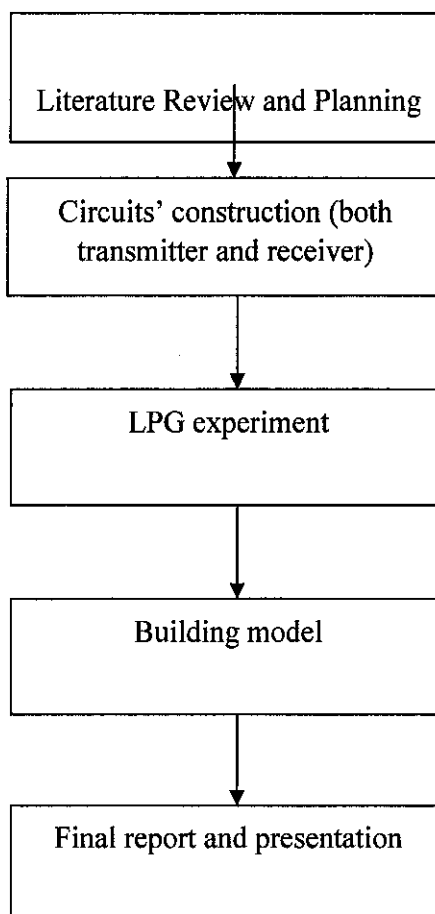 Literature Review and Planning
Circuits' construction (both
transmitter and receiver)
LPG experiment
Building model
Final report and presentation